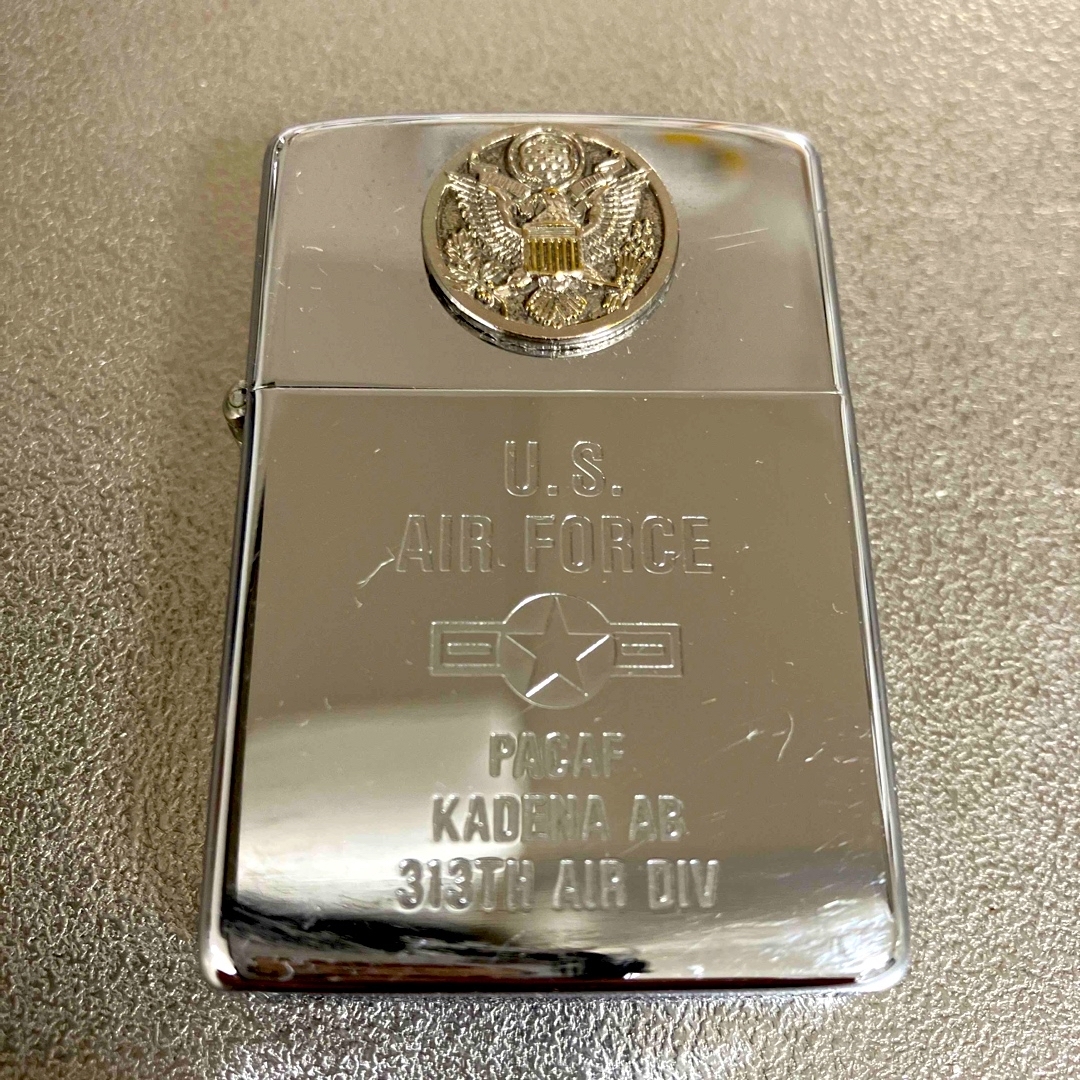 U.S.
AIR FORCE
PACAF
KADENA AB
313TH AIR DIV